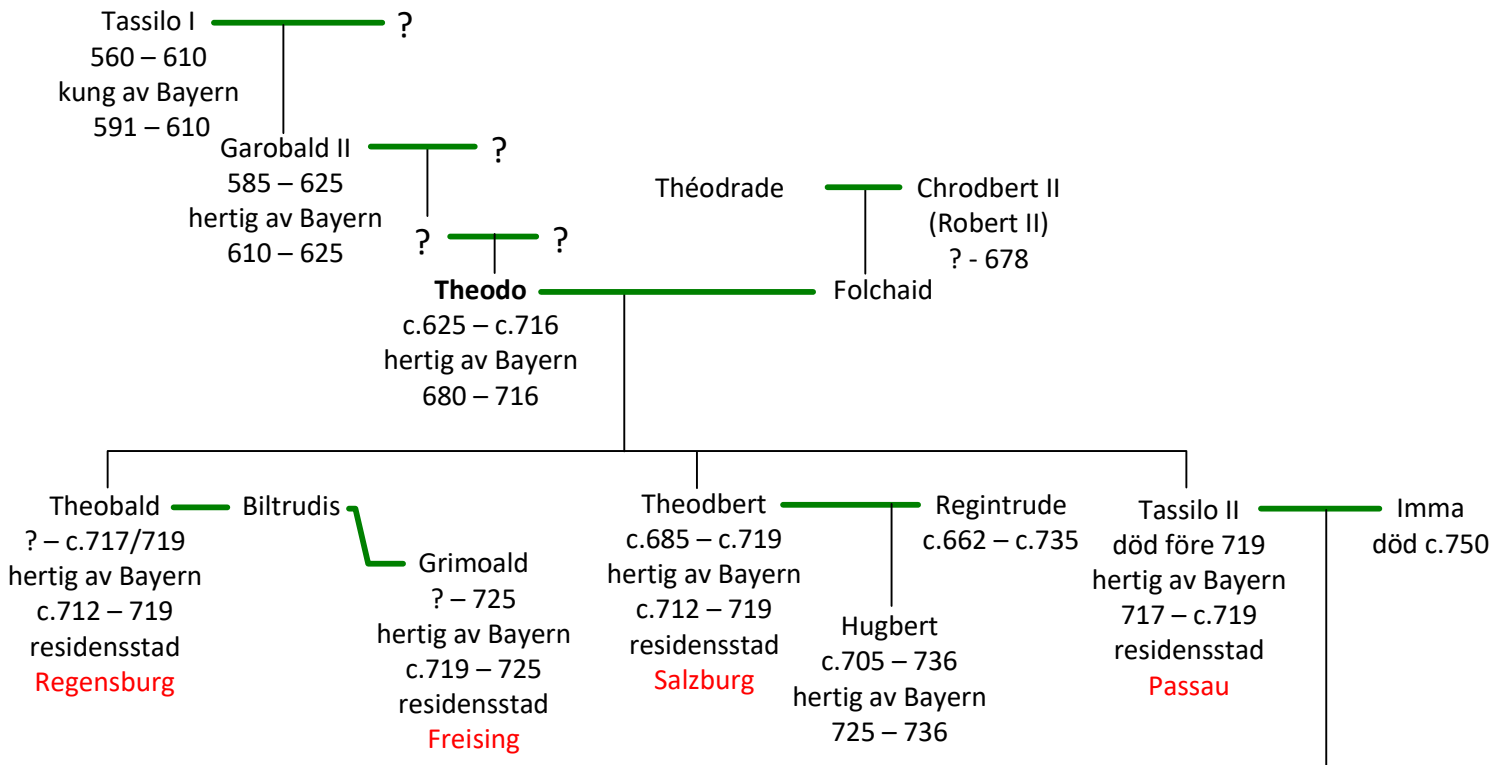 Tassilo I
?
560 – 610
kung av Bayern
591 – 610
Garobald II
?
585 – 625
hertig av Bayern
610 – 625
Théodrade
Chrodbert II
(Robert II)
? - 678
?
?
Theodo
Folchaid
c.625 – c.716
hertig av Bayern
680 – 716
Theobald
? – c.717/719
hertig av Bayern
c.712 – 719
residensstad
Regensburg
Biltrudis
Grimoald
? – 725
hertig av Bayern
c.719 – 725
residensstad
Freising
Theodbert
c.685 – c.719
hertig av Bayern
c.712 – 719
residensstad
Salzburg
Regintrude
c.662 – c.735
Hugbert
c.705 – 736
hertig av Bayern
725 – 736
Tassilo II
död före 719
hertig av Bayern
717 – c.719
residensstad
Passau
Imma
död c.750